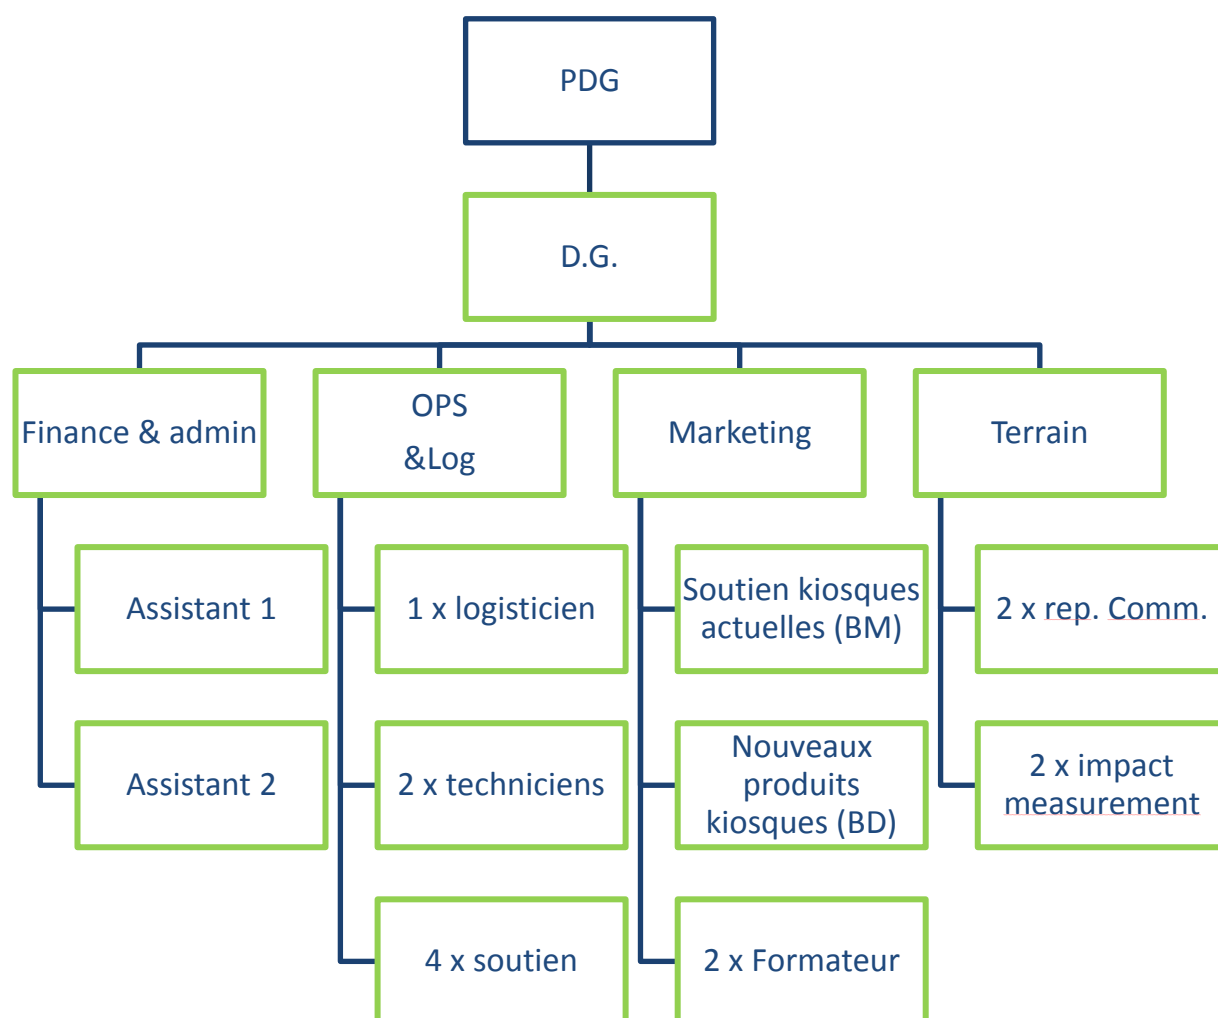 PDG
D.G.
Finance & admin
OPS
&Log
Marketing
Terrain
Assistant 1
1 x logisticien
Soutien kiosques
actuelles (BM)
2 x rep. Comm.
Assistant 2
2 x techniciens
Nouveaux
produits
kiosques (BD)
2 x impact
measurement
4 x soutien
2 x Formateur